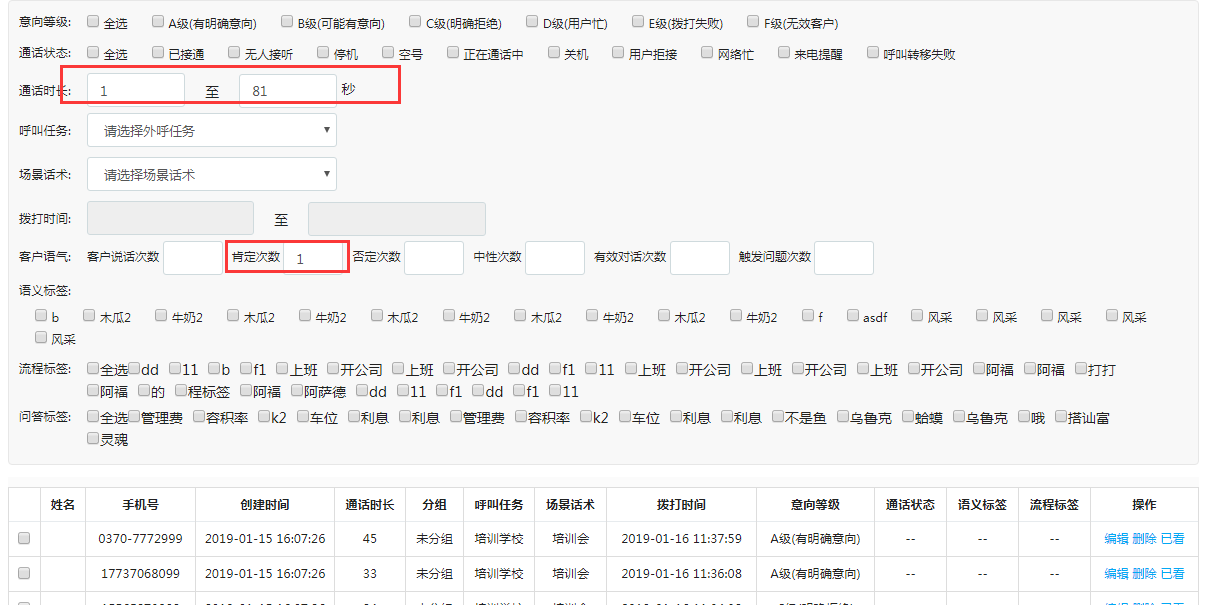 意向等级: 全选 A级(有明确意向) B级(可能有意向) C级(明确拒绝) D级(用户忙) E级(拨打失败) F级(无效客户)
通话状态: 全选 已接通 无人接听 停机 空号 正在通话中 关机 用户拒接 网络忙 来电提醒 呼叫转移失败
通话时长: 1 至 81 秒
呼叫任务: 请选择外呼任务
场景话术: 请选择场景话术
拨打时间: 至
客户语气: 客户说话次数 肯定次数 1 否定次数 中性次数 有效对话次数 触发问题次数
语义标签:
b 木瓜2 牛奶2 木瓜2 牛奶2 木瓜2 牛奶2 木瓜2 牛奶2 木瓜2 牛奶2 f asdf 风采 风采 风采 风采
风采
流程标签: 全选 dd 11 b f1 上班 开公司 上班 开公司 dd f1 11 上班 开公司 上班 开公司 上班 开公司 阿福 阿福 打打
阿福 的 程标签 阿福 阿萨德 dd 11 f1 dd f1 11
问答标签: 全选 管理费 容积率 k2 车位 利息 利息 管理费 容积率 k2 车位 利息 利息 不是鱼 乌鲁克 蛤蟆 乌鲁克 哦 搭讪富
灵魂
姓名 手机号 创建时间 通话时长 分组 呼叫任务 场景话术 拨打时间 意向等级 通话状态 语义标签 流程标签 操作
0370-7772999 2019-01-15 16:07:26 45 未分组 培训学校 培训会 2019-01-16 11:37:59 A级(有明确意向) -- -- -- 编辑 删除 已看
17737068099 2019-01-15 16:07:26 33 未分组 培训学校 培训会 2019-01-16 11:36:08 A级(有明确意向) -- -- -- 编辑 删除 已看